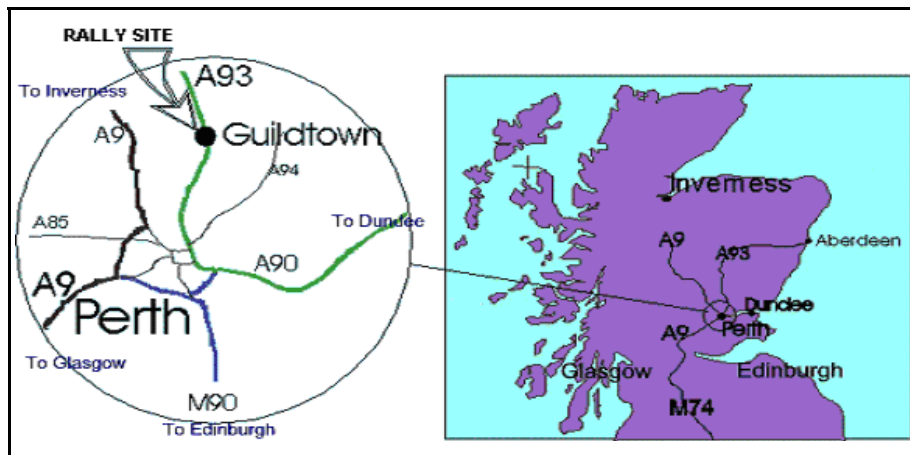 RALLY SITE
A93
To Inverness
A9
Guildtown
A94
A85
To Dundee
A90
A9
Perth
To Glasgow
M90
To Edinburgh
Inverness
A9
A93
Aberdeen
Dundee
Perth
A9
Glasgow
Edinburgh
M74